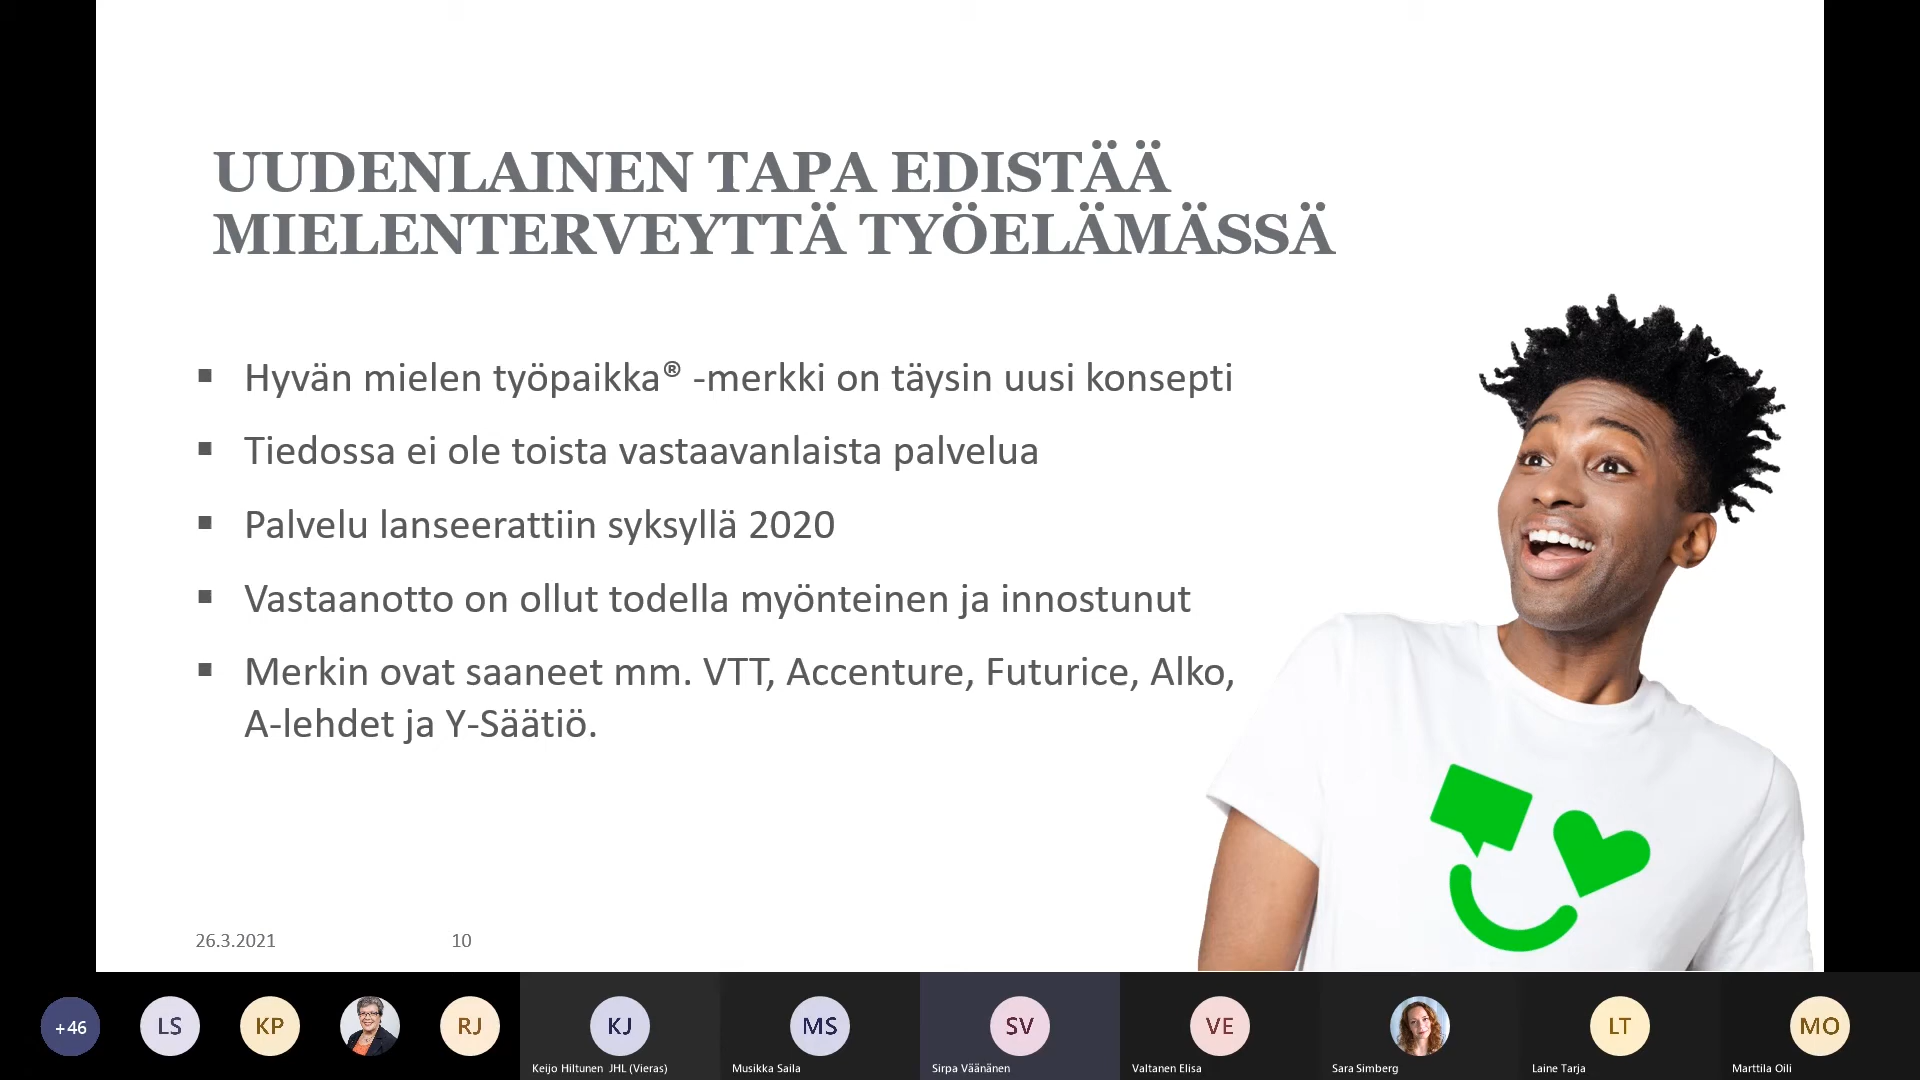 UUDENLAINEN TAPA EDISTÄÄ
MIELENTERVEYTTÄ TYÖELÄMÄSSÄ
▪ Hyvän mielen työpaikka® -merkki on täysin uusi konsepti
▪ Tiedossa ei ole toista vastaavanlaista palvelua
▪ Palvelu lanseerattiin syksyllä 2020
▪ Vastaanotto on ollut todella myönteinen ja innostunut
▪ Merkin ovat saaneet mm. VTT, Accenture, Futurice, Alko,
A-lehdet ja Y-Säätiö.
26.3.2021 10
+46 LS KP RJ KJ MS SV VE LT MO
Keijo Hiltunen JHL (Vieras) Musikka Saila Sirpa Väänänen Valtanen Elisa Sara Simberg Laine Tarja Marttila Oili